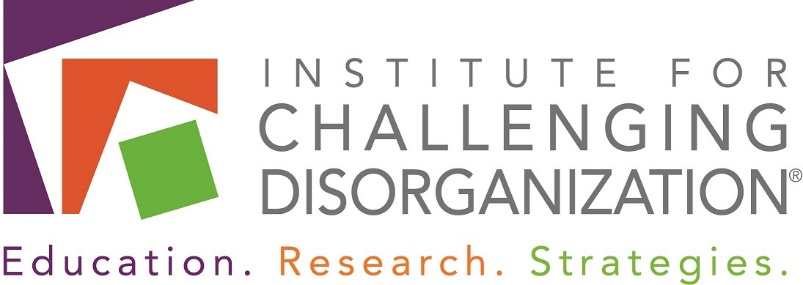 INSTITUTE FOR
CHALLENGING
DISORGANIZATION®
Education. Research. Strategies.